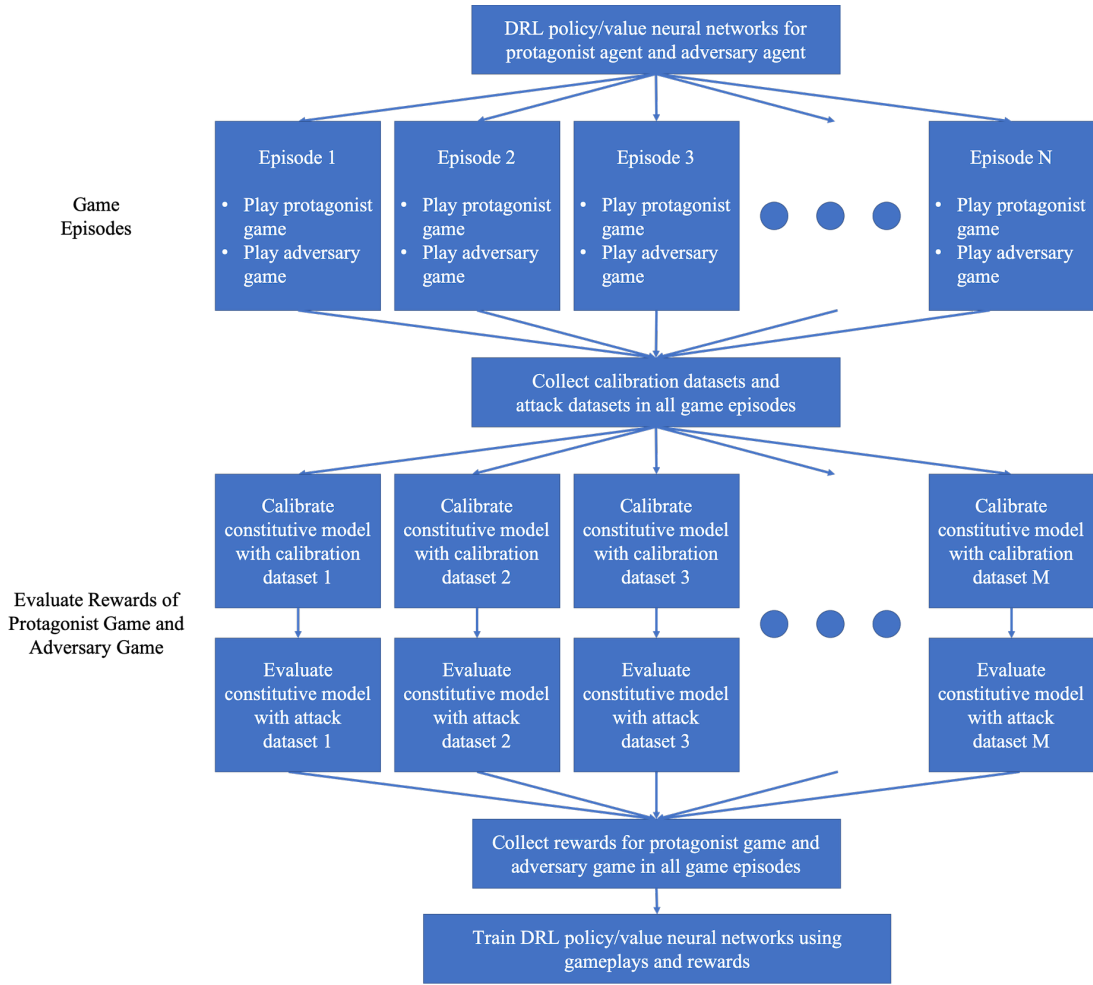 DRL policy/value neural networks for
protagonist agent and adversary agent
Game
Episodes
Episode 1
• Play protagonist
game
• Play adversary
game
Episode 2
• Play protagonist
game
• Play adversary
game
Episode 3
• Play protagonist
game
• Play adversary
game
Episode N
• Play protagonist
game
• Play adversary
game
Collect calibration datasets and
attack datasets in all game episodes
Evaluate Rewards of
Protagonist Game and
Adversary Game
Calibrate
constitutive model
with calibration
dataset 1
Calibrate
constitutive model
with calibration
dataset 2
Calibrate
constitutive model
with calibration
dataset 3
Calibrate
constitutive model
with calibration
dataset M
Evaluate
constitutive model
with attack
dataset 1
Evaluate
constitutive model
with attack
dataset 2
Evaluate
constitutive model
with attack
dataset 3
Evaluate
constitutive model
with attack
dataset M
Collect rewards for protagonist game and
adversary game in all game episodes
Train DRL policy/value neural networks using
gameplays and rewards